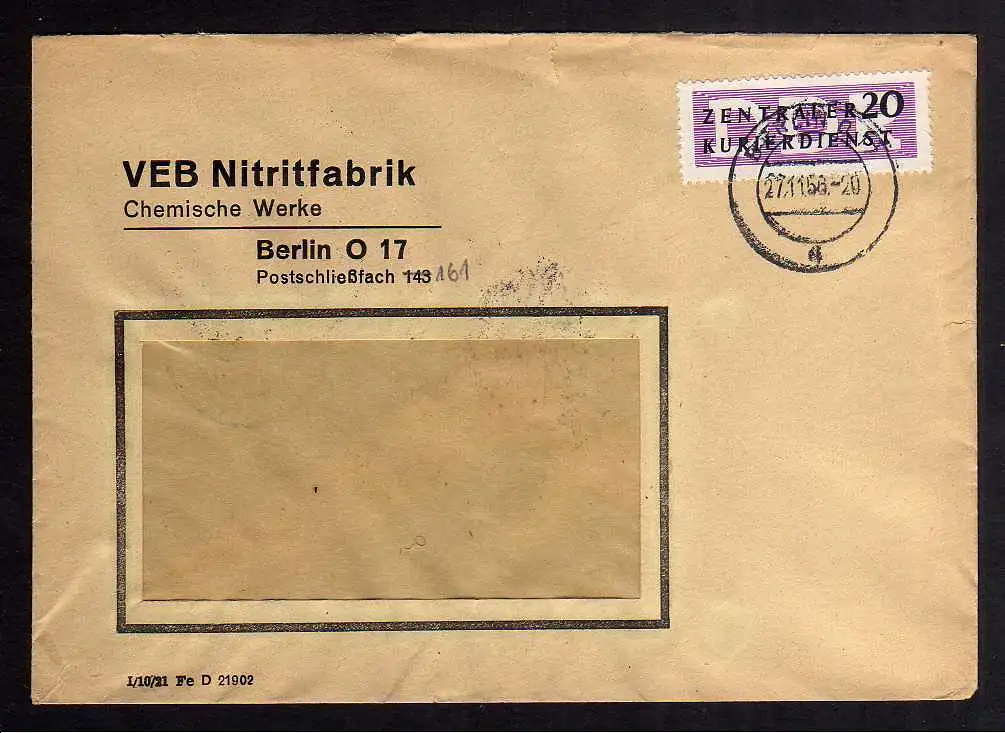 ZENTRALER 20
KURIERDIENST
DDR
27.11.56.-20
d
VEB Nitritfabrik
Chemische Werke
Berlin O 17
Postschließfach 143 161
I/10/21 Fe D 21902